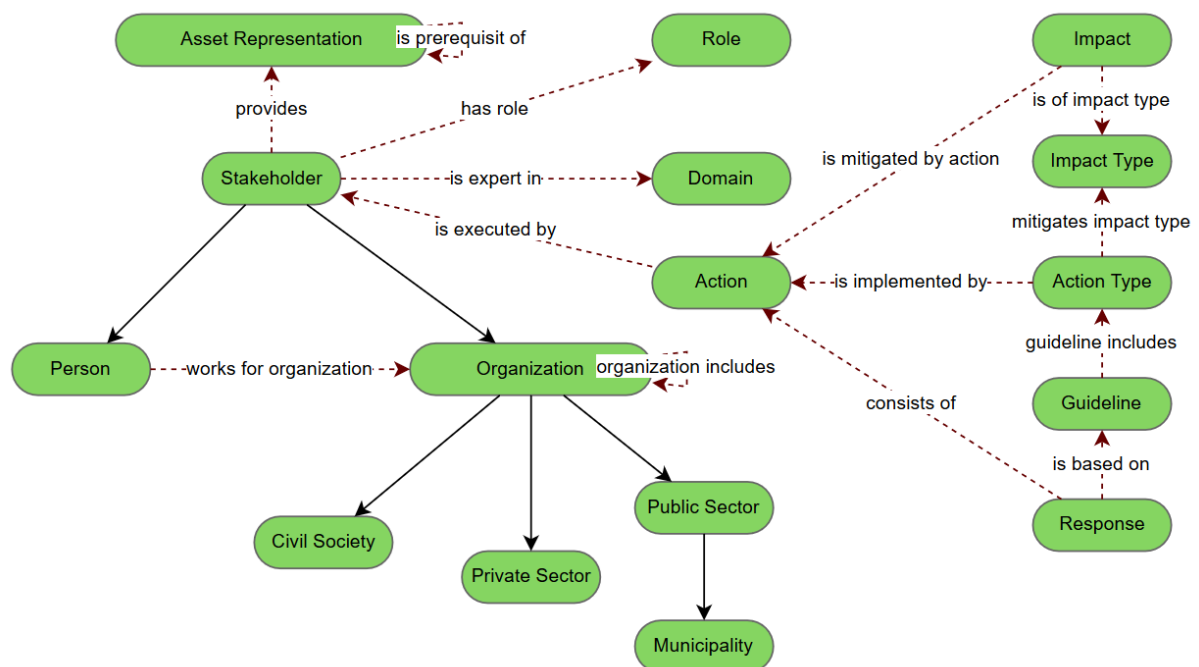 Asset Representation
is prerequisit of
Role
Impact
provides
has role
is of impact type
is mitigated by action
Impact Type
Stakeholder
is expert in
Domain
mitigates impact type
is executed by
Action
is implemented by
Action Type
guideline includes
Person
works for organization
Organization
organization includes
consists of
Guideline
is based on
Public Sector
Response
Civil Society
Private Sector
Municipality